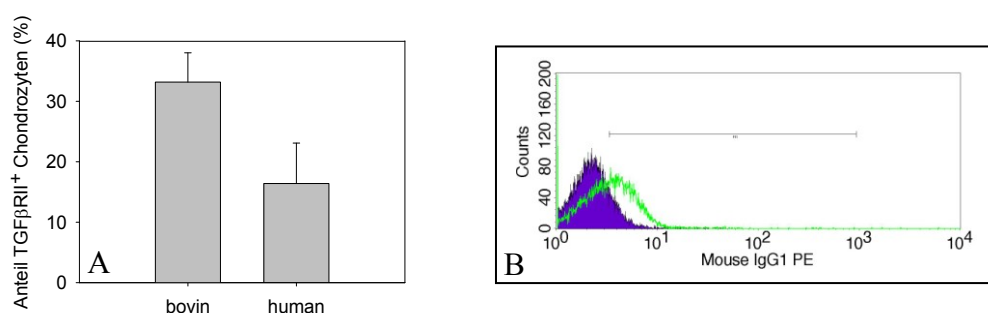 Anteil TGFβRII⁺ Chondrozyten (%)
40
30
20
10
0
A
bovin human
Counts
200
160
120
80
40
0
10⁰ 10¹ 10² 10³ 10⁴
Mouse IgG1 PE
B